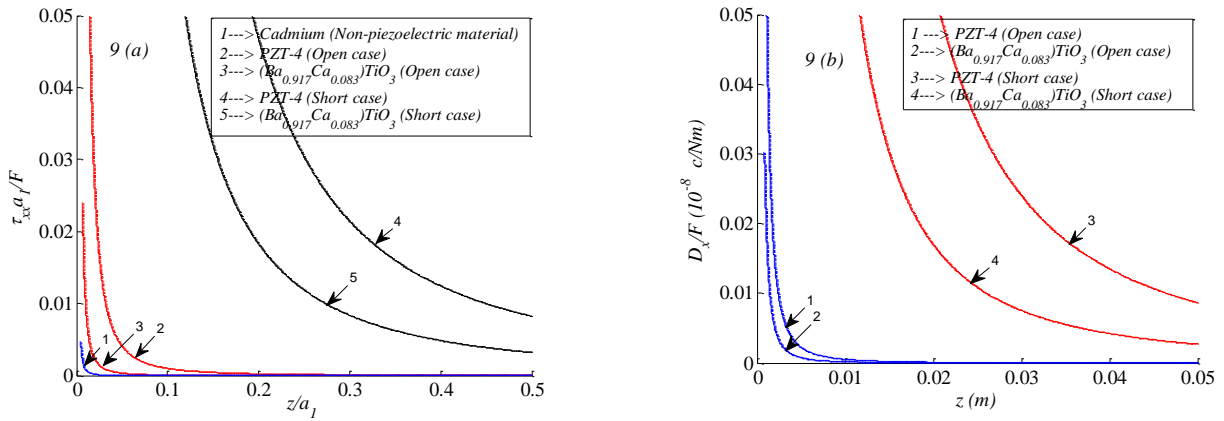 9 (a)
1---> Cadmium (Non-piezoelectric material)
2---> PZT-4 (Open case)
3---> (Ba0.917Ca0.083)TiO3 (Open case)
4---> PZT-4 (Short case)
5---> (Ba0.917Ca0.083)TiO3 (Short case)
τxxa1/F
0.05
0.04
0.03
0.02
0.01
0
1
3
2
5
4
0
0.1
0.2
0.3
0.4
0.5
z/a1
9 (b)
1 ---> PZT-4 (Open case)
2---> (Ba0.917Ca0.083)TiO3 (Open case)
3---> PZT-4 (Short case)
4---> (Ba0.917Ca0.083)TiO3 (Short case)
Dx/F (10-8 c/Nm)
0.05
0.04
0.03
0.02
0.01
0
1
2
4
3
0
0.01
0.02
0.03
0.04
0.05
z (m)